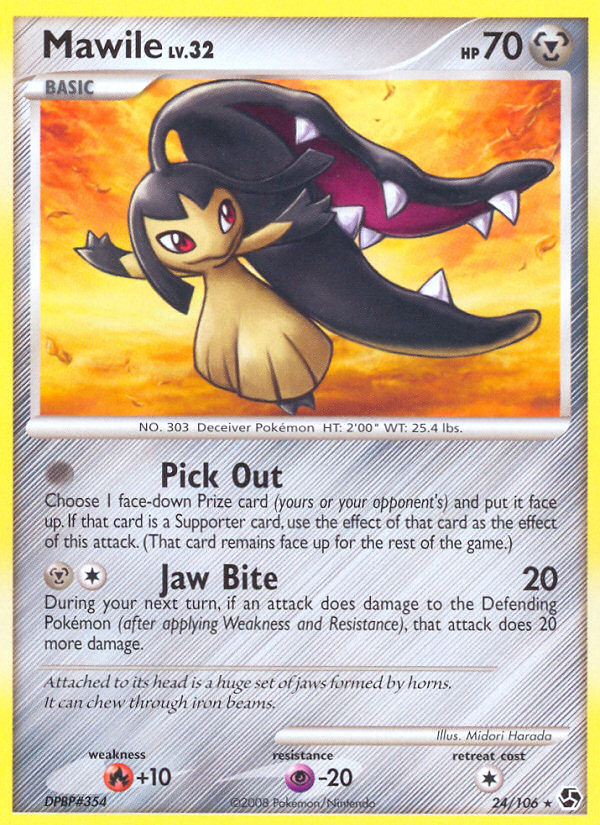 Mawile LV.32 HP 70
BASIC
NO. 303 Deceiver Pokémon HT: 2'00" WT: 25.4 lbs.
Pick Out
Choose 1 face-down Prize card (yours or your opponent's) and put it face
up. If that card is a Supporter card, use the effect of that card as the effect
of this attack. (That card remains face up for the rest of the game.)
Jaw Bite 20
During your next turn, if an attack does damage to the Defending
Pokémon (after applying Weakness and Resistance), that attack does 20
more damage.
Attached to its head is a huge set of jaws formed by horns.
It can chew through iron beams.
Illus. Midori Harada
weakness resistance retreat cost
+10 -20
DPBP#354 ©2008 Pokémon/Nintendo 24/106 ★